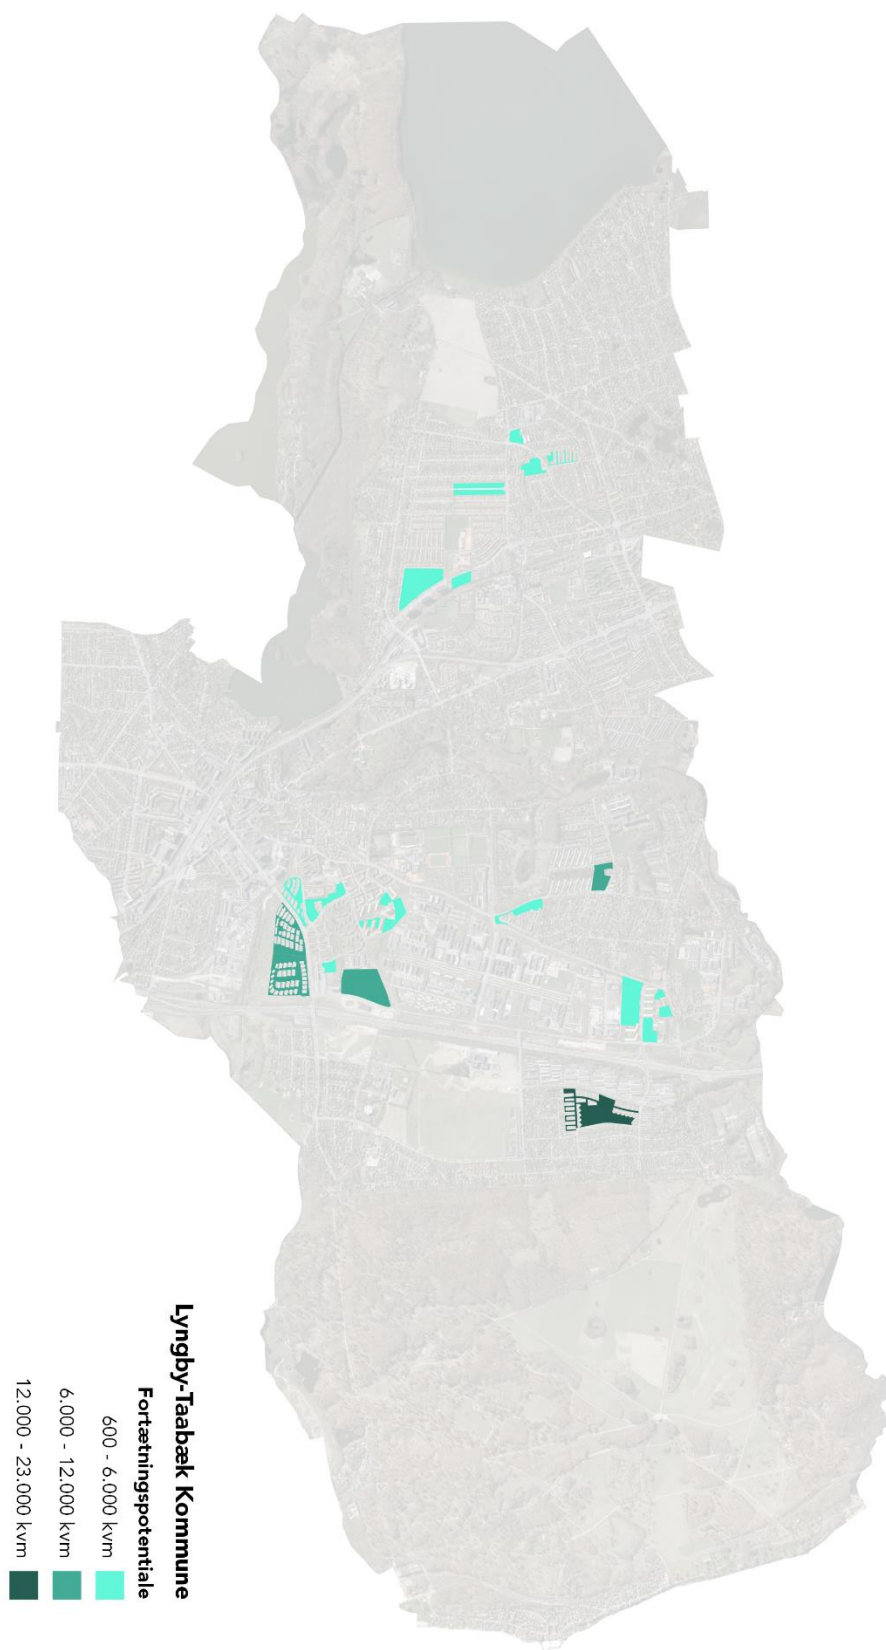 Lyngby-Taabæk Kommune
Fortætningspotentiale
600 - 6.000 kvm
6.000 - 12.000 kvm
12.000 - 23.000 kvm